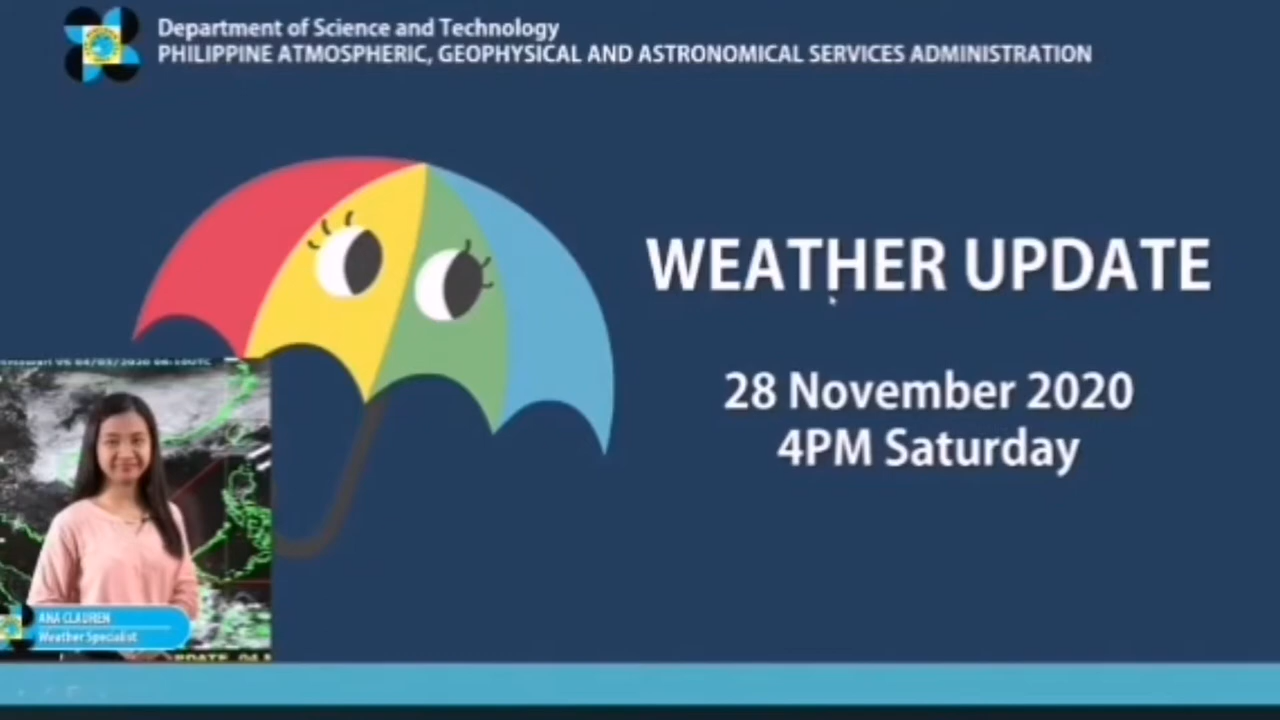 Department of Science and Technology
PHILIPPINE ATMOSPHERIC, GEOPHYSICAL AND ASTRONOMICAL SERVICES ADMINISTRATION
WEATHER UPDATE
28 November 2020
4PM Saturday
ANA CLAUREN
Weather Specialist